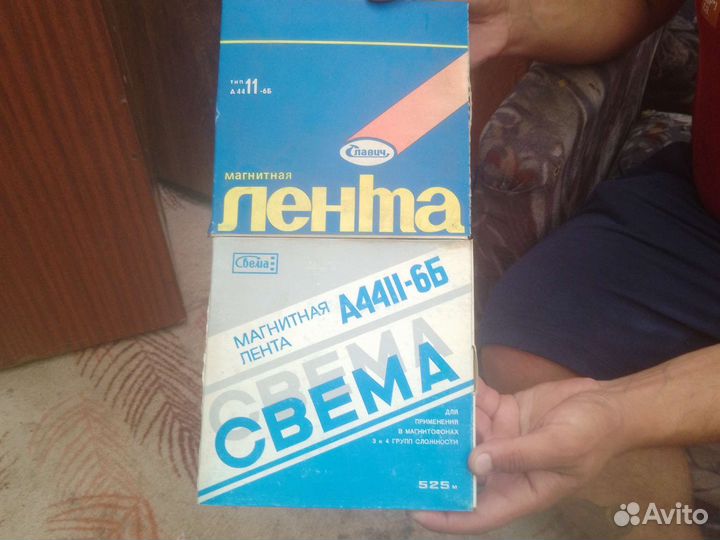 тип
А4411-6Б
Славич
магнитная
лента
Свема
МАГНИТНАЯ
ЛЕНТА
А4411-6Б
СВЕМА
СВЕМА
ДЛЯ
ПРИМЕНЕНИЯ
В МАГНИТОФОНАХ
3 и 4 ГРУПП СЛОЖНОСТИ
525 м
Avito